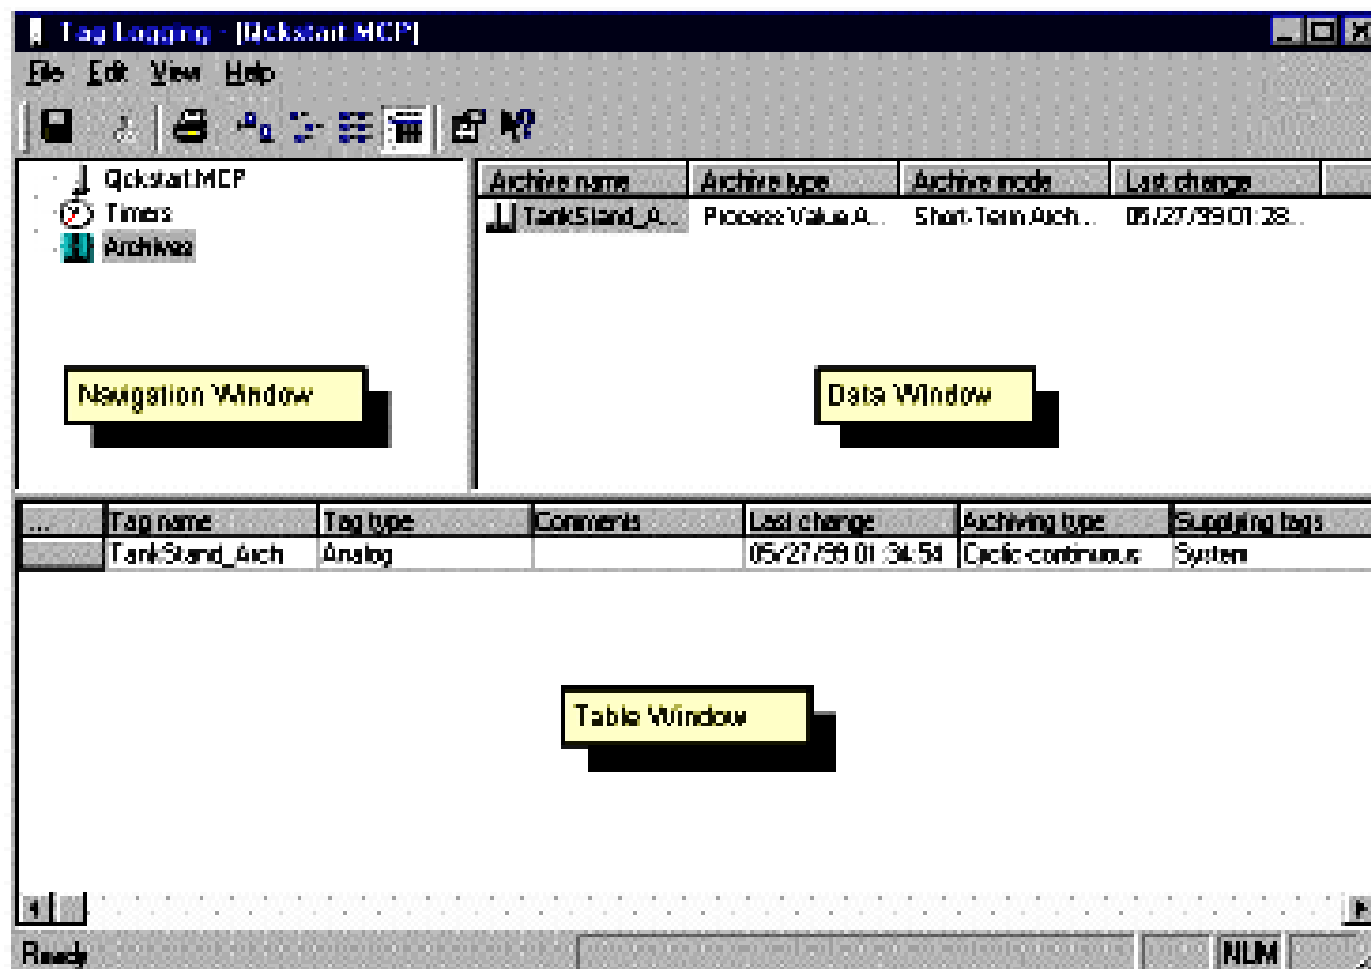 Tag Logging - [Qckstart.MCP]
File Edit View Help
Qckstart.MCP
Timers
Archives
Archive name Archive type Archive mode Last change
TankStand_A... Process Value A... Short-Term Arch... 05/27/99 01:28...
Navigation Window
Data Window
... Tag name Tag type Comments Last change Archiving type Supplying tags
TankStand_Arch Analog 05/27/99 01:34:54 Cyclic-continuous System
Table Window
Ready NUM